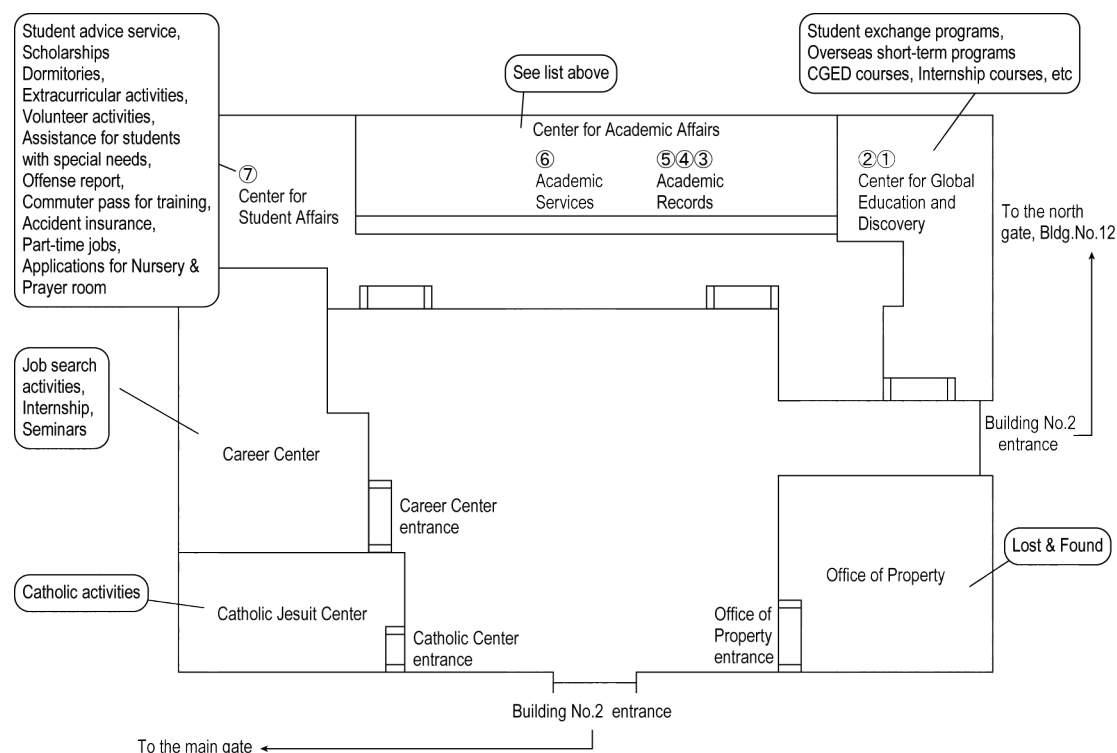 Student advice service,
Scholarships
Dormitories,
Extracurricular activities,
Volunteer activities,
Assistance for students
with special needs,
Offense report,
Commuter pass for training,
Accident insurance,
Part-time jobs,
Applications for Nursery &
Prayer room
See list above
Student exchange programs,
Overseas short-term programs
CGED courses, Internship courses, etc
⑦
Center for
Student Affairs
Center for Academic Affairs
⑥
Academic
Services
⑤④③
Academic
Records
②①
Center for Global
Education and
Discovery
To the north
gate, Bldg.No.12
Job search
activities,
Internship,
Seminars
Career Center
Career Center
entrance
Building No.2
entrance
Lost & Found
Office of Property
Catholic activities
Catholic Jesuit Center
Catholic Center
entrance
Office of
Property
entrance
Building No.2 entrance
To the main gate